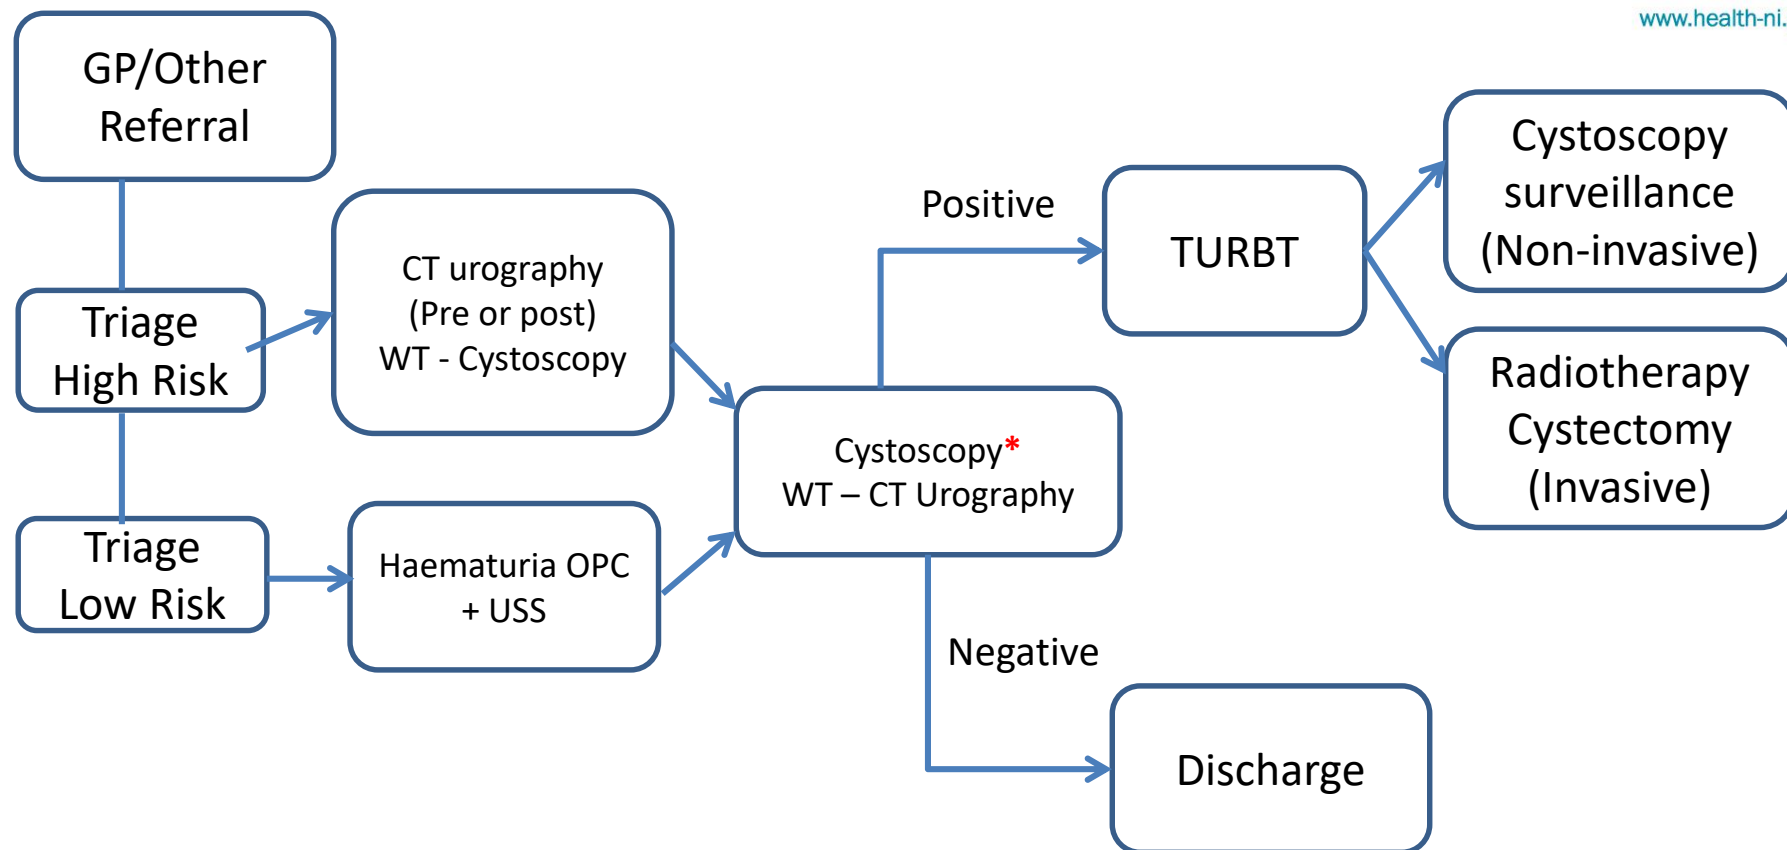 www.health-ni.
GP/Other
Referral
Triage
High Risk
Triage
Low Risk
CT urography
(Pre or post)
WT - Cystoscopy
Haematuria OPC
+ USS
Cystoscopy*
WT – CT Urography
Positive
Negative
TURBT
Discharge
Cystoscopy
surveillance
(Non-invasive)
Radiotherapy
Cystectomy
(Invasive)